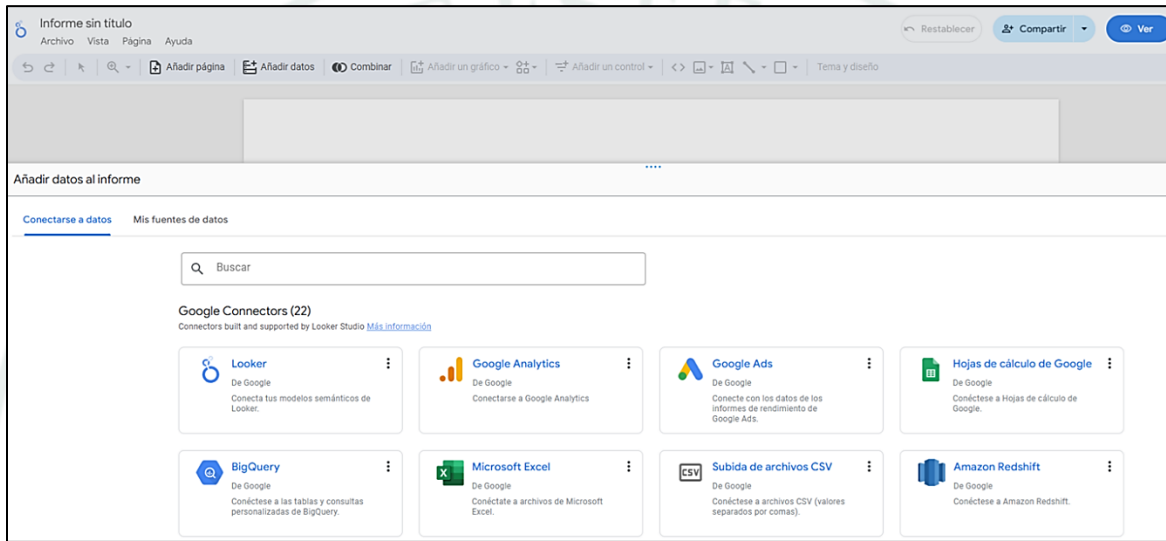 Informe sin título
Archivo Vista Página Ayuda
Restablecer
Compartir
Ver
Añadir página
Añadir datos
Combinar
Añadir un gráfico
Añadir un control
Tema y diseño
Añadir datos al informe
Conectarse a datos
Mis fuentes de datos
Buscar
Google Connectors (22)
Connectors built and supported by Looker Studio Más información
Looker
De Google
Conecta tus modelos semánticos de
Looker.
Google Analytics
De Google
Conectarse a Google Analytics
Google Ads
De Google
Conecte con los datos de los
informes de rendimiento de
Google Ads.
Hojas de cálculo de Google
De Google
Conéctese a Hojas de cálculo de
Google.
BigQuery
De Google
Conéctese a las tablas y consultas
personalizadas de BigQuery.
Microsoft Excel
De Google
Conéctate a archivos de Microsoft
Excel.
CSV
Subida de archivos CSV
De Google
Conéctese a archivos CSV (valores
separados por comas).
Amazon Redshift
De Google
Conéctese a Amazon Redshift.